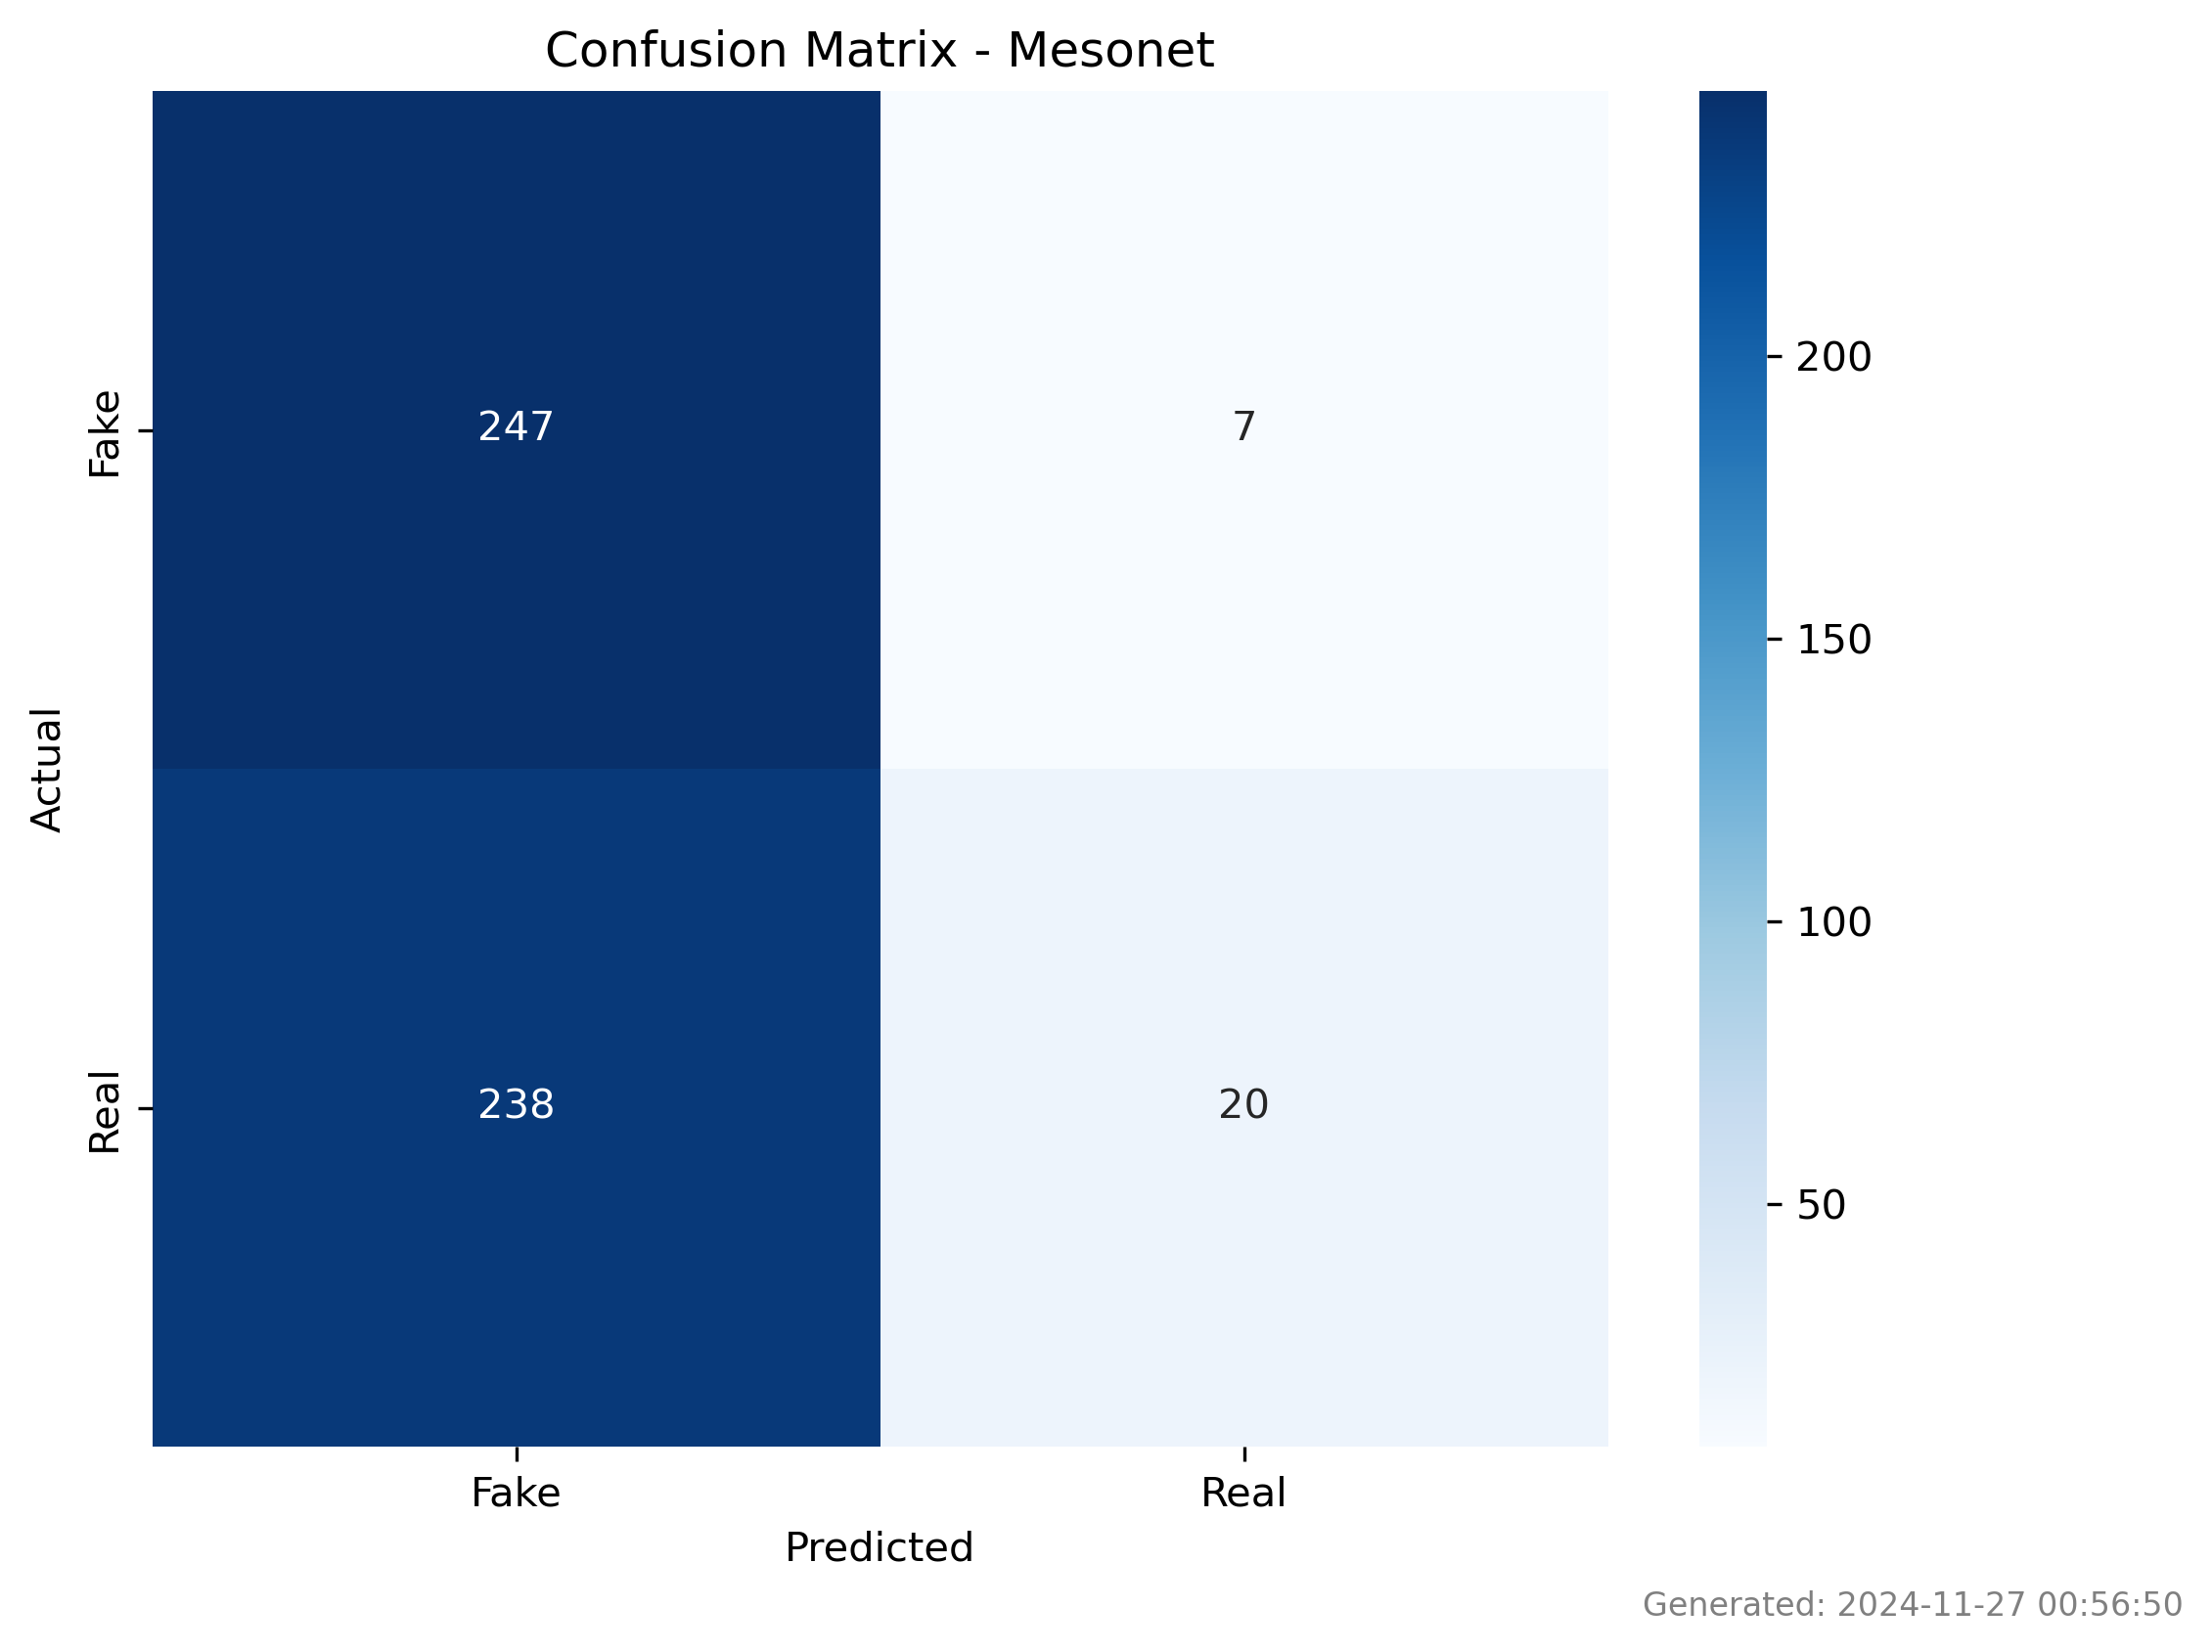 Confusion Matrix - Mesonet
Actual
Fake
247
7
Real
238
20
Fake
Real
Predicted
200
150
100
50
Generated: 2024-11-27 00:56:50